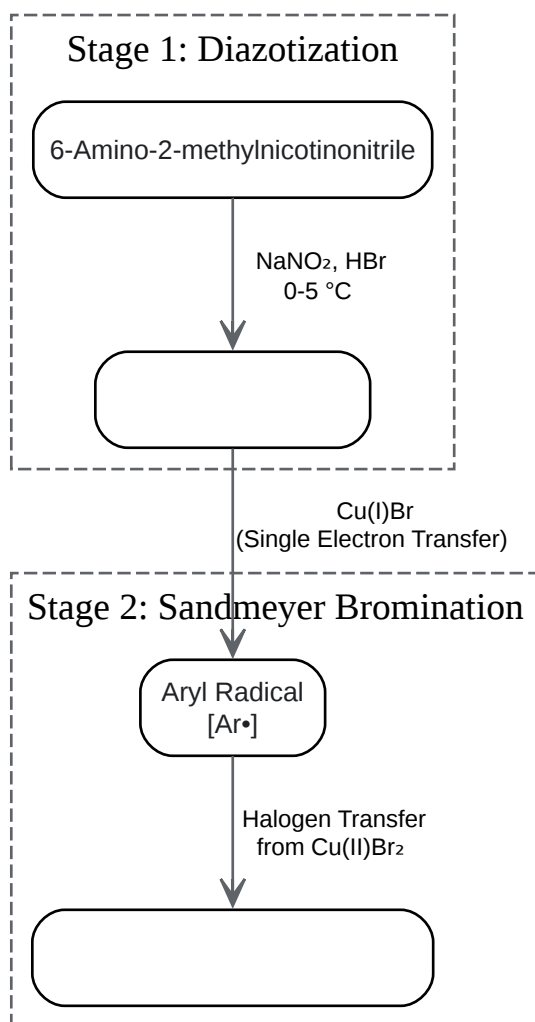 Stage 1: Diazotization
6-Amino-2-methylnicotinonitrile
NaNO₂, HBr
0-5 °C
Cu(I)Br
(Single Electron Transfer)
Stage 2: Sandmeyer Bromination
Aryl Radical
[Ar•]
Halogen Transfer
from Cu(II)Br₂